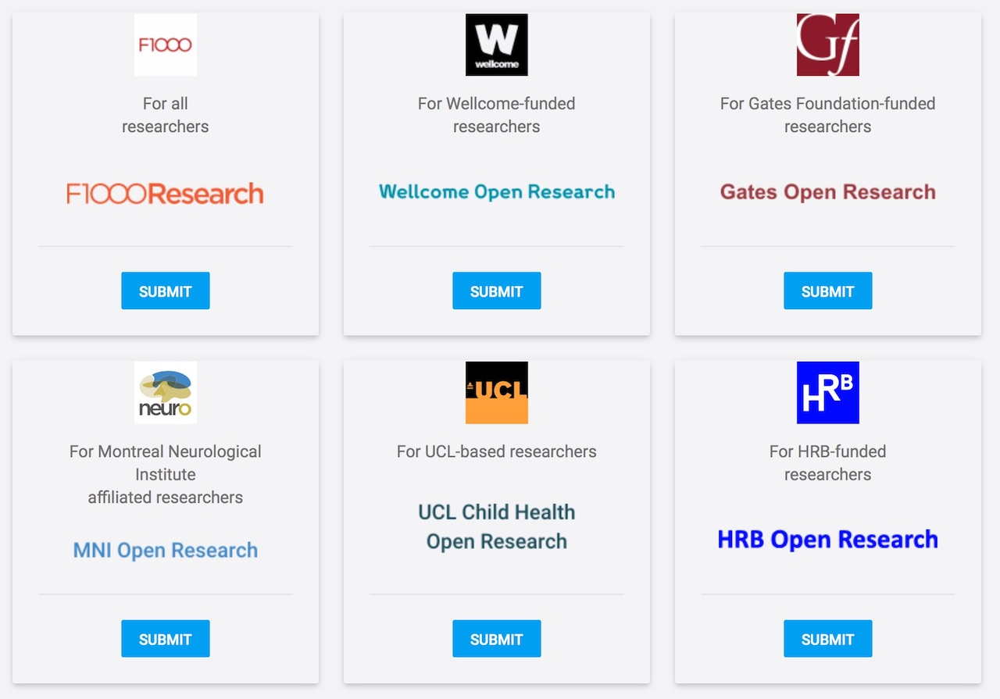 F1000
For all
researchers
F1000Research
SUBMIT
W
wellcome
For Wellcome-funded
researchers
Wellcome Open Research
SUBMIT
Gf
For Gates Foundation-funded
researchers
Gates Open Research
SUBMIT
neuro
For Montreal Neurological
Institute
affiliated researchers
MNI Open Research
SUBMIT
UCL
For UCL-based researchers
UCL Child Health
Open Research
SUBMIT
HRB
For HRB-funded
researchers
HRB Open Research
SUBMIT